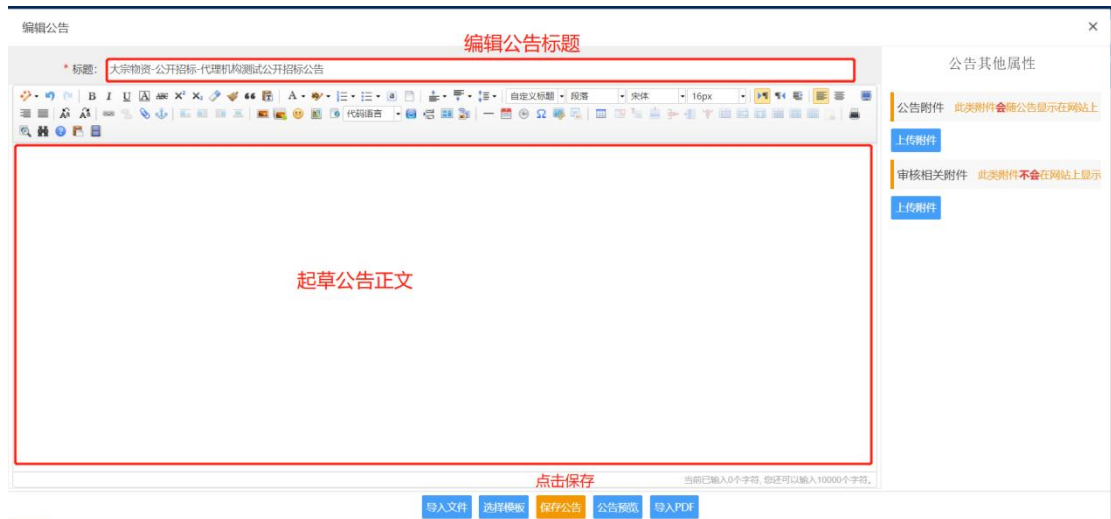 编辑公告
×
编辑公告标题
* 标题: 大宗物资-公开招标-代理机构测试公开招标公告
公告其他属性
自定义标题 段落 宋体 16px
代码语言
公告附件 此类附件会随公告显示在网站上
上传附件
审核相关附件 此类附件不会在网站上显示
上传附件
起草公告正文
点击保存
当前已输入0个字符, 您还可以输入10000个字符。
导入文件 选择模板 保存公告 公告预览 导入PDF